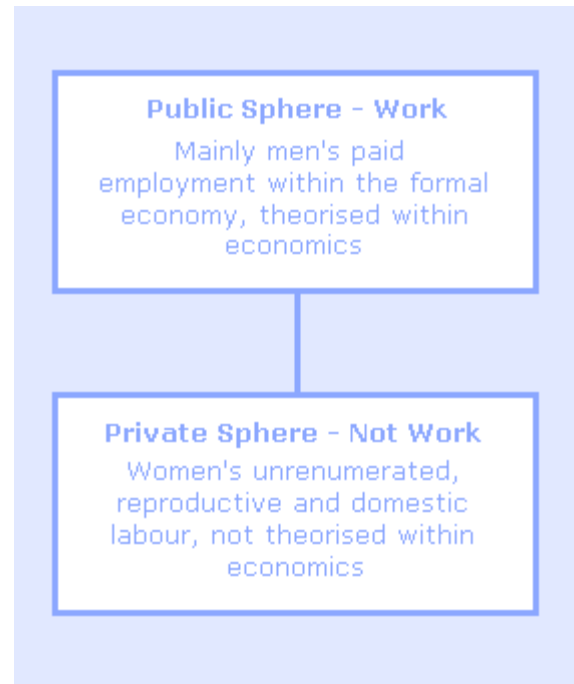 Public Sphere - Work
Mainly men's paid
employment within the formal
economy, theorised within
economics
Private Sphere - Not Work
Women's unrenumerated,
reproductive and domestic
labour, not theorised within
economics